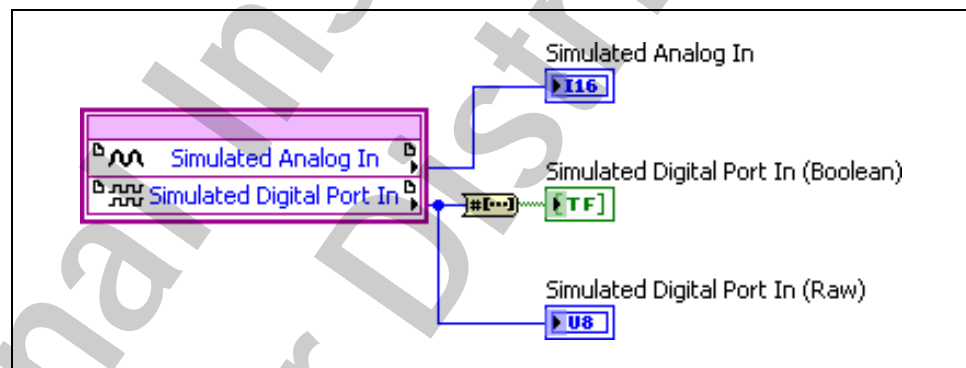 Simulated Analog In
I16
Simulated Analog In
Simulated Digital Port In
Simulated Digital Port In (Boolean)
#[...]
TF
Simulated Digital Port In (Raw)
U8